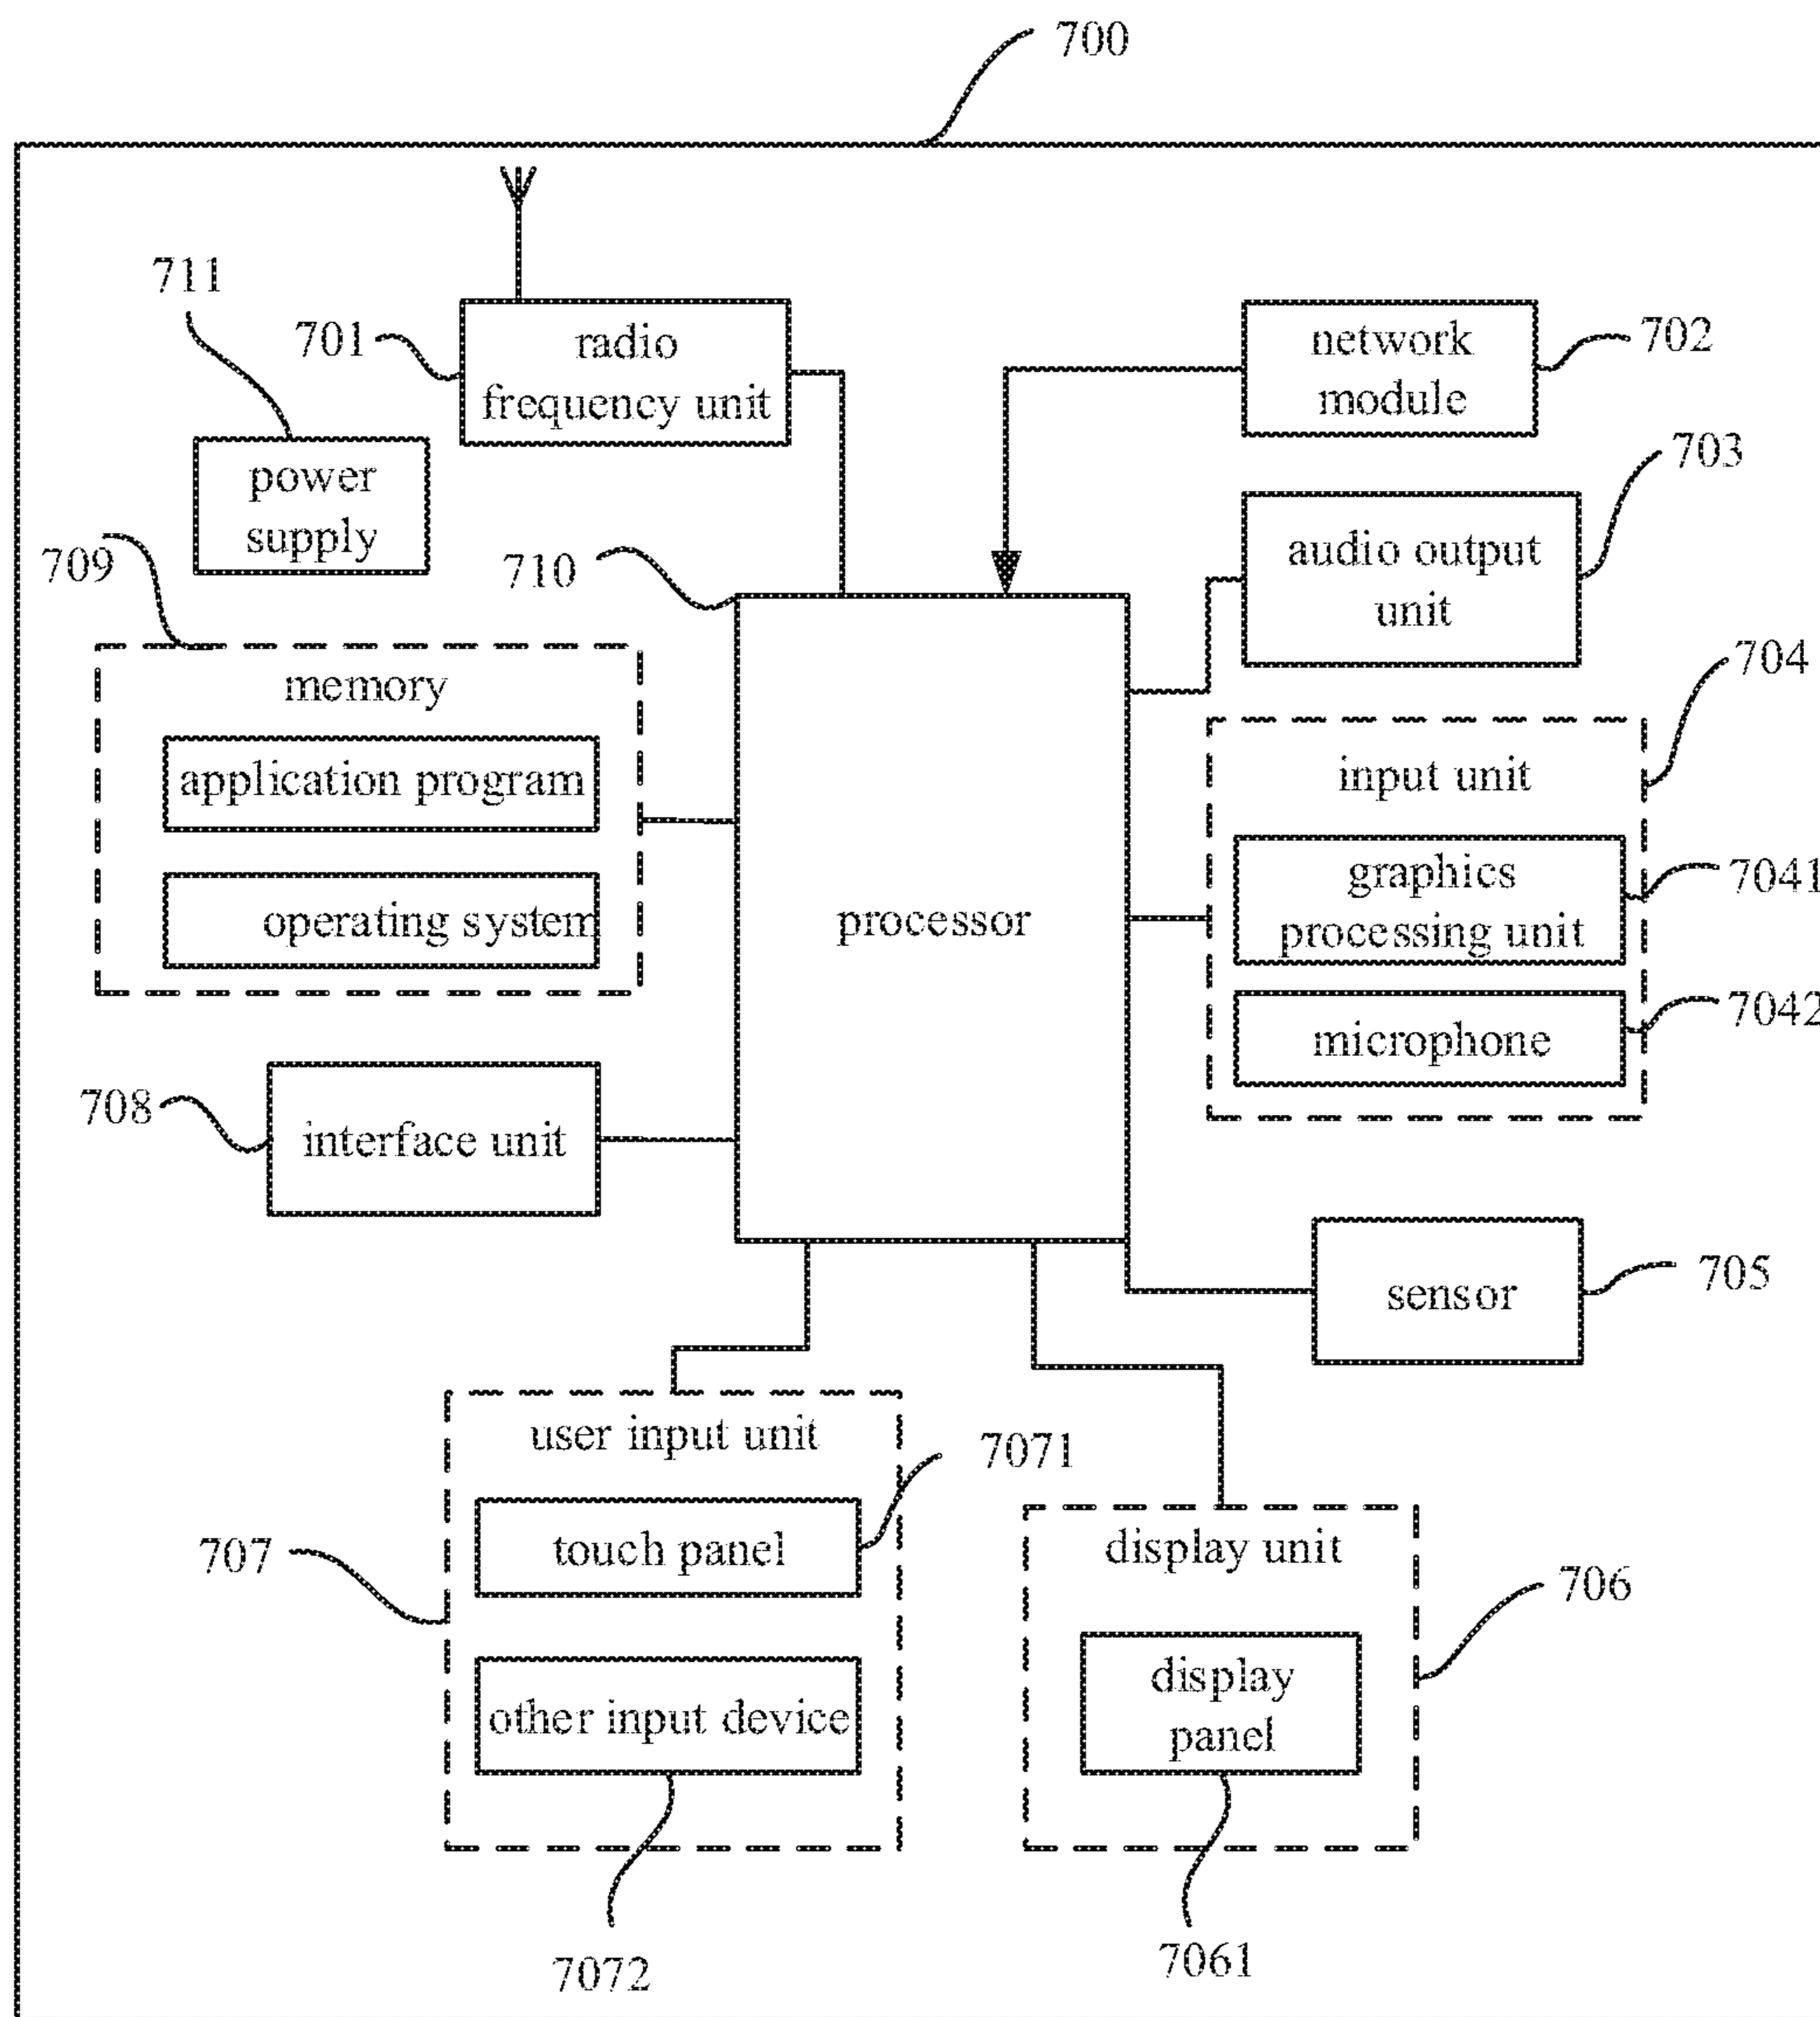 700
711
701
radio
frequency unit
network
module
702
power
supply
703
709
710
audio output
unit
704
memory
application program
operating system
processor
input unit
graphics
processing unit
7041
microphone
7042
708
interface unit
sensor
705
user input unit
7071
touch panel
707
other input device
7072
display unit
706
display
panel
7061